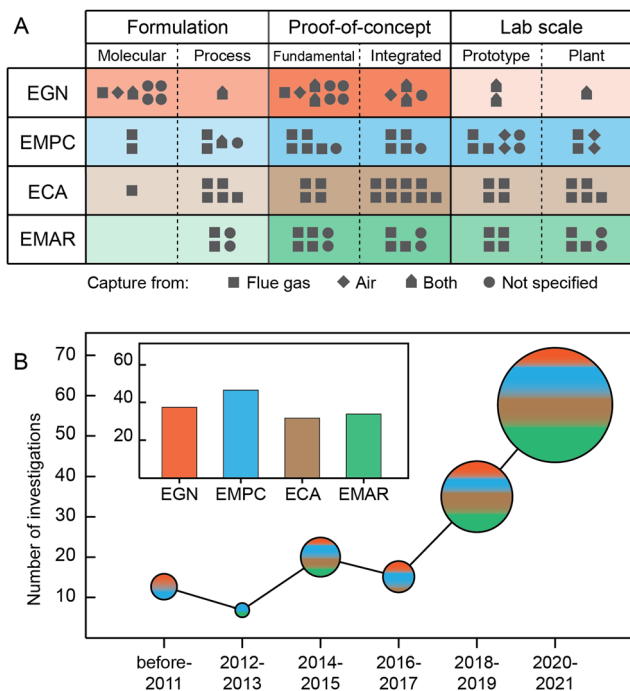 A
Formulation Proof-of-concept Lab scale
Molecular Process Fundamental Integrated Prototype Plant
EGN
EMPC
ECA
EMAR
Capture from: Flue gas Air Both Not specified
B
Number of investigations
70
60
50
40
30
20
10
60
40
20
EGN EMPC ECA EMAR
before-2011
2012-2013
2014-2015
2016-2017
2018-2019
2020-2021